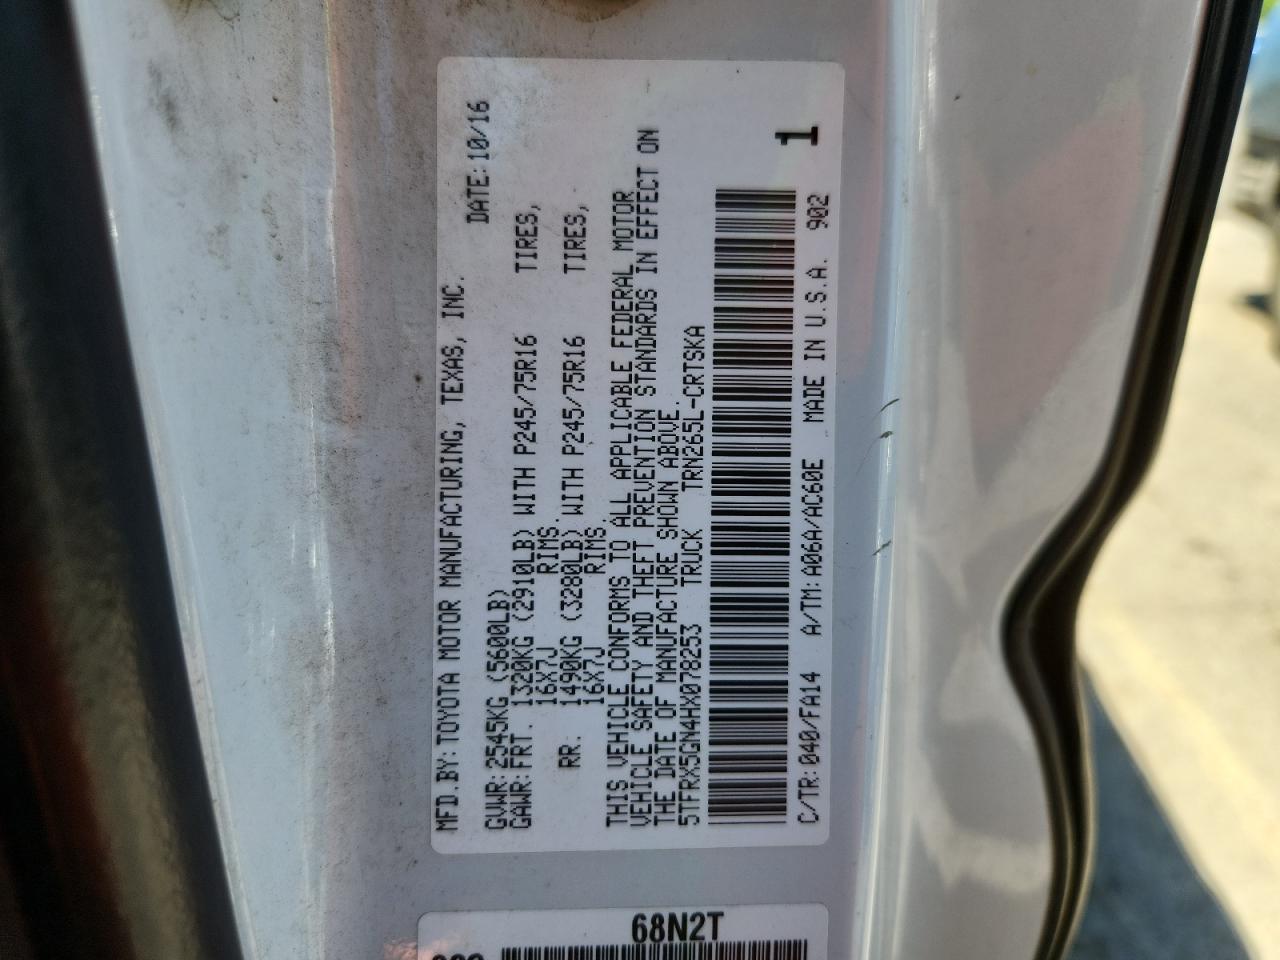 MFD.BY:TOYOTA MOTOR MANUFACTURING, TEXAS, INC.
DATE:10/16
GVWR:2545KG (5600LB)
GAWR:FRT. 1320KG (2910LB) WITH P245/75R16 TIRES,
16X7J RIMS.
RR. 1490KG (3280LB) WITH P245/75R16 TIRES,
16X7J RIMS.
THIS VEHICLE CONFORMS TO ALL APPLICABLE FEDERAL MOTOR
VEHICLE SAFETY AND THEFT PREVENTION STANDARDS IN EFFECT ON
THE DATE OF MANUFACTURE SHOWN ABOVE.
5TFRX5GN4HX078253 TRUCK TRN265L-CRTSKA
1
C/TR:040/FA14 A/TM:A06A/AC60E MADE IN U.S.A. 902
68N2T